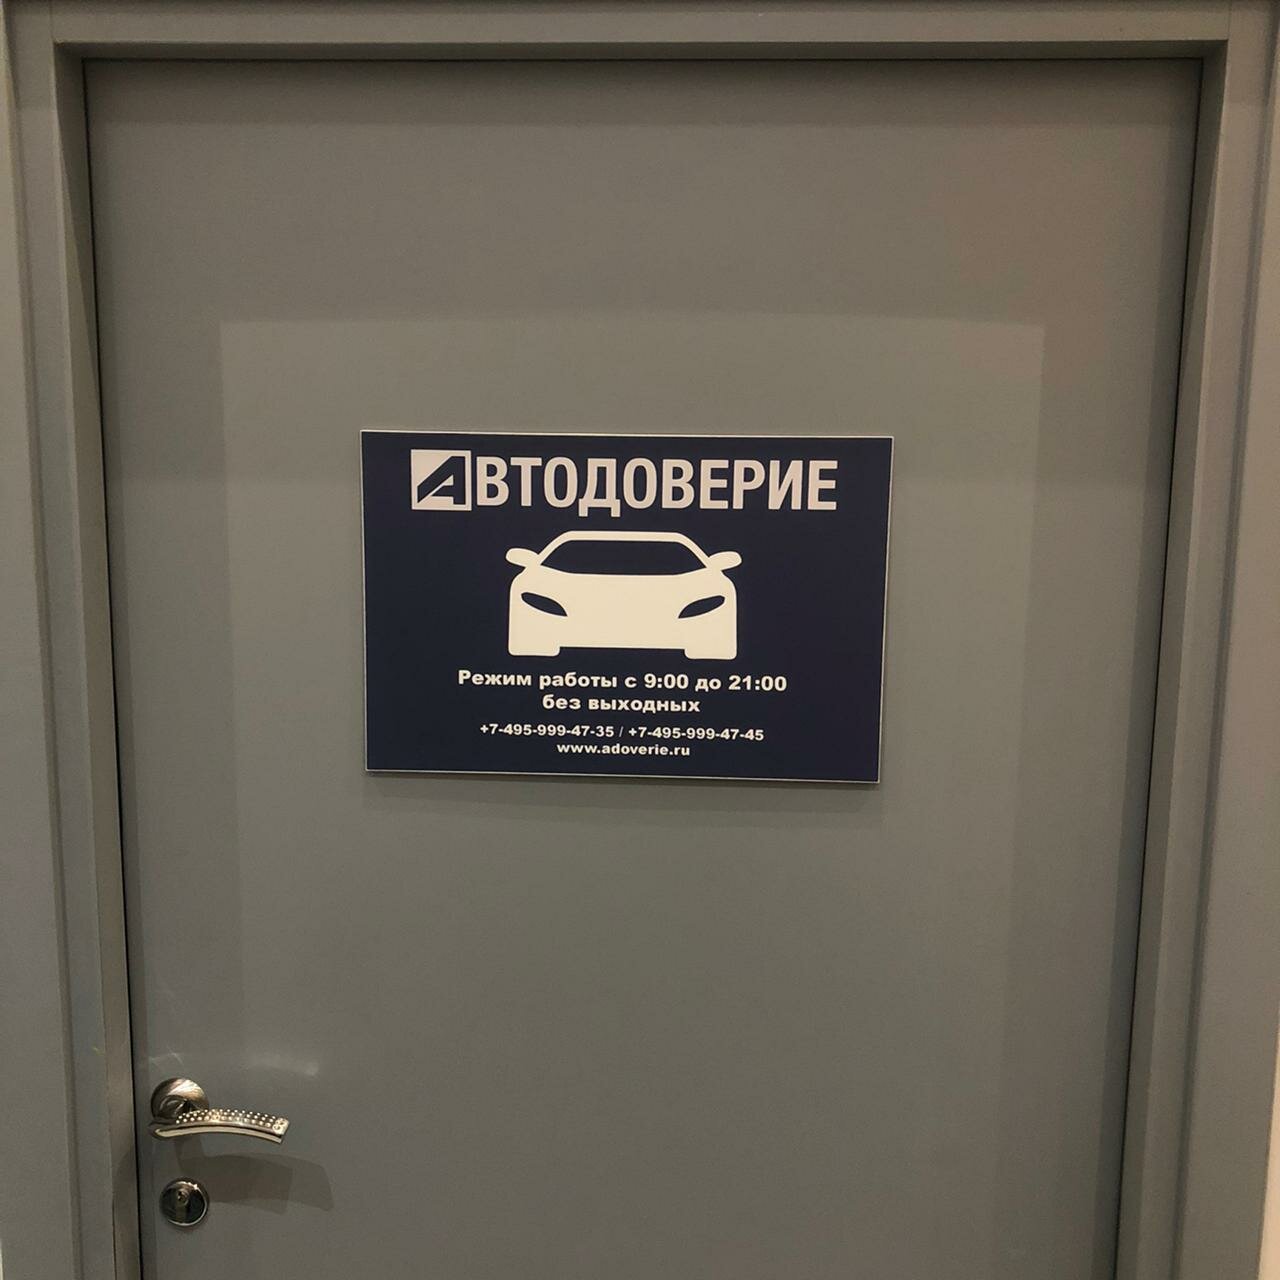 АВТОДОВЕРИЕ
Режим работы с 9:00 до 21:00
без выходных
+7-495-999-47-35 / +7-495-999-47-45
www.adoverie.ru